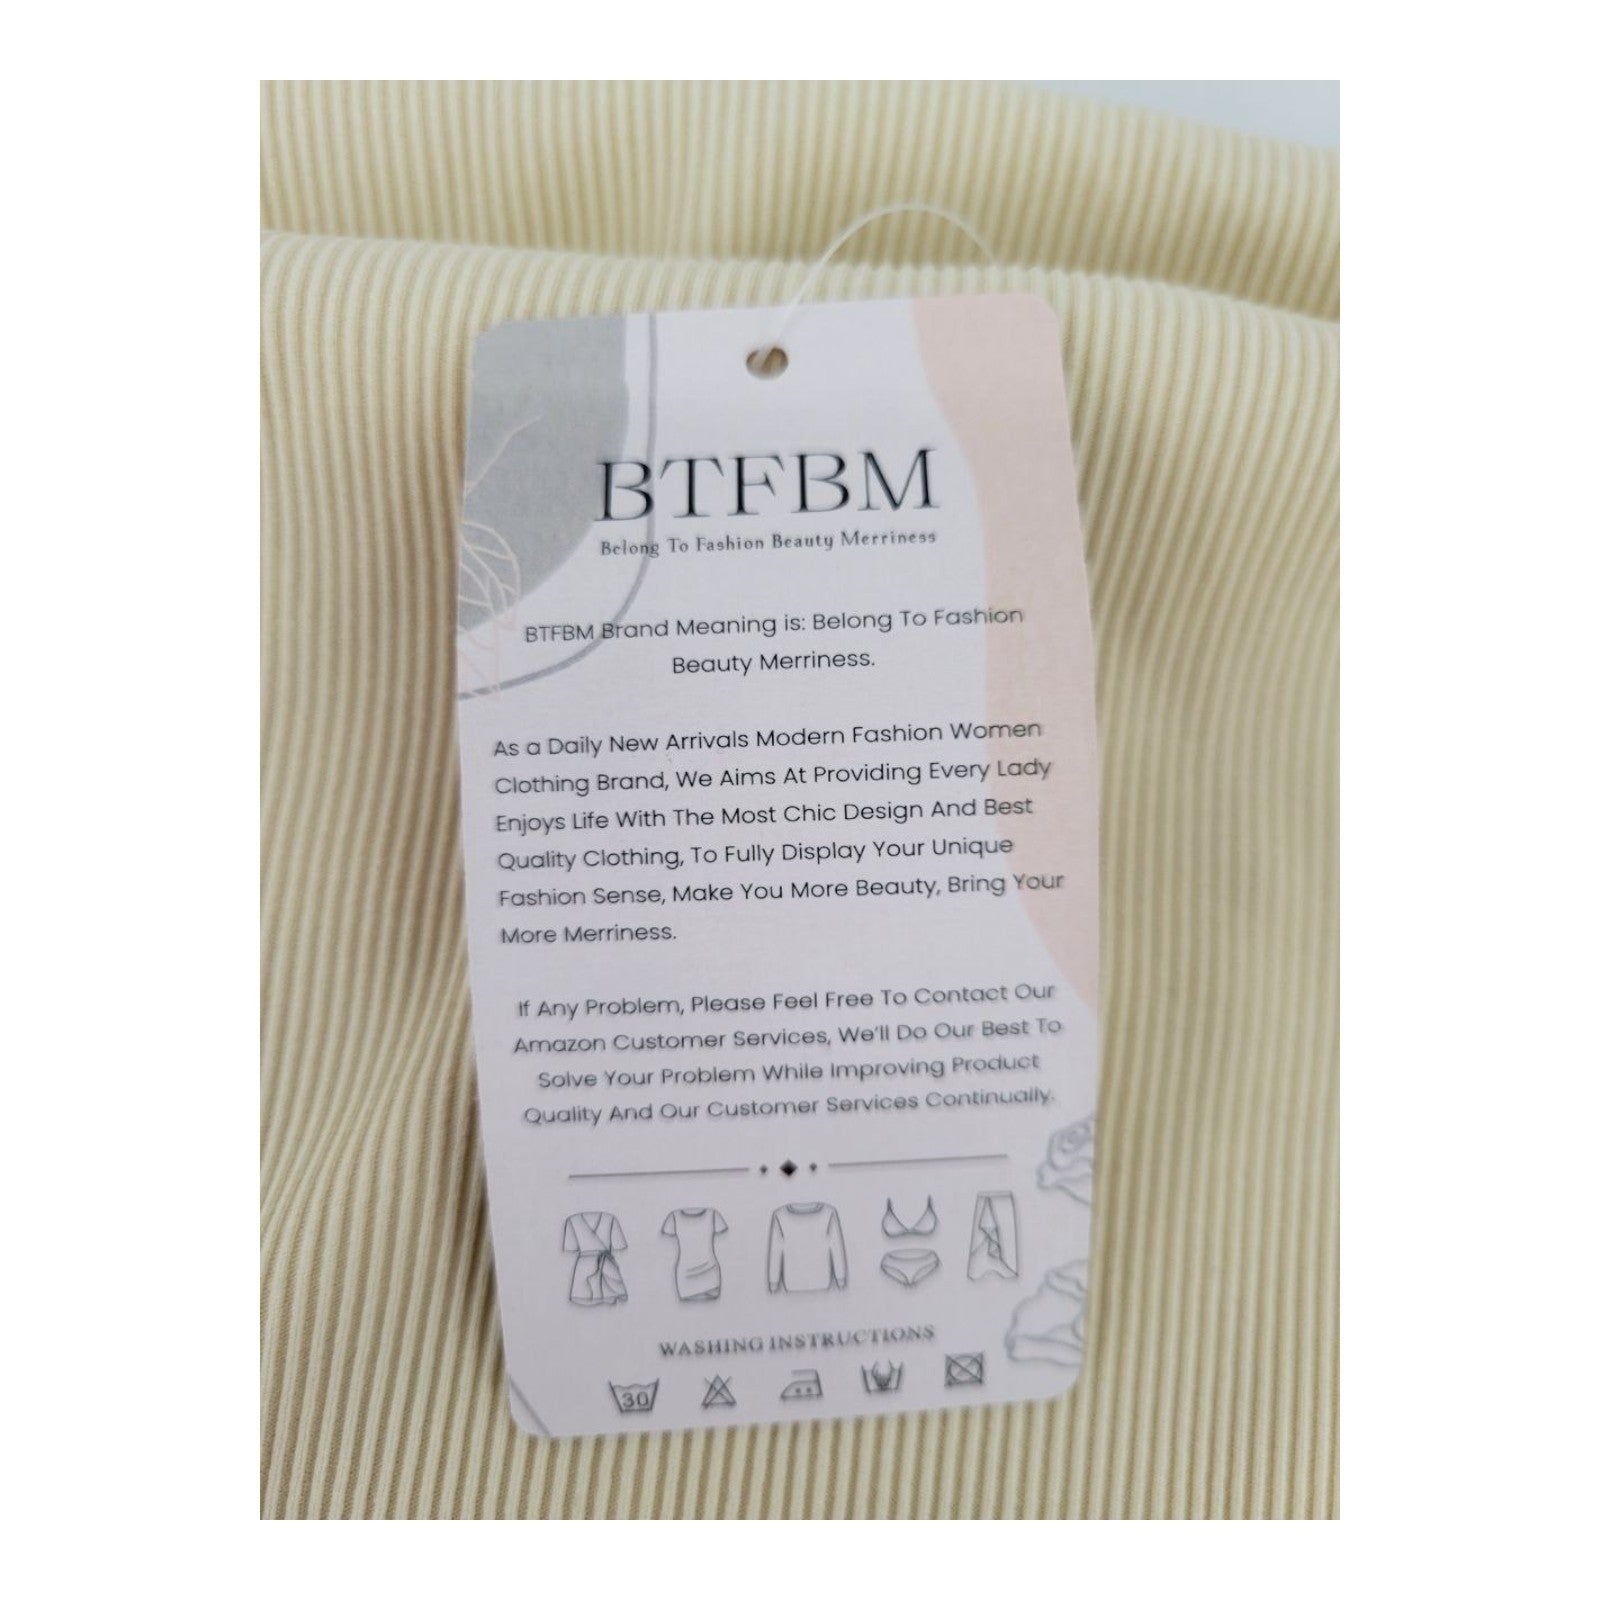 BTFBM
Belong To Fashion Beauty Merriness
BTFBM Brand Meaning is: Belong To Fashion
Beauty Merriness.
As a Daily New Arrivals Modern Fashion Women
Clothing Brand, We Aims At Providing Every Lady
Enjoys Life With The Most Chic Design And Best
Quality Clothing, To Fully Display Your Unique
Fashion Sense, Make You More Beauty, Bring Your
More Merriness.
If Any Problem, Please Feel Free To Contact Our
Amazon Customer Services, We'll Do Our Best To
Solve Your Problem While Improving Product
Quality And Our Customer Services Continually.
WASHING INSTRUCTIONS
30